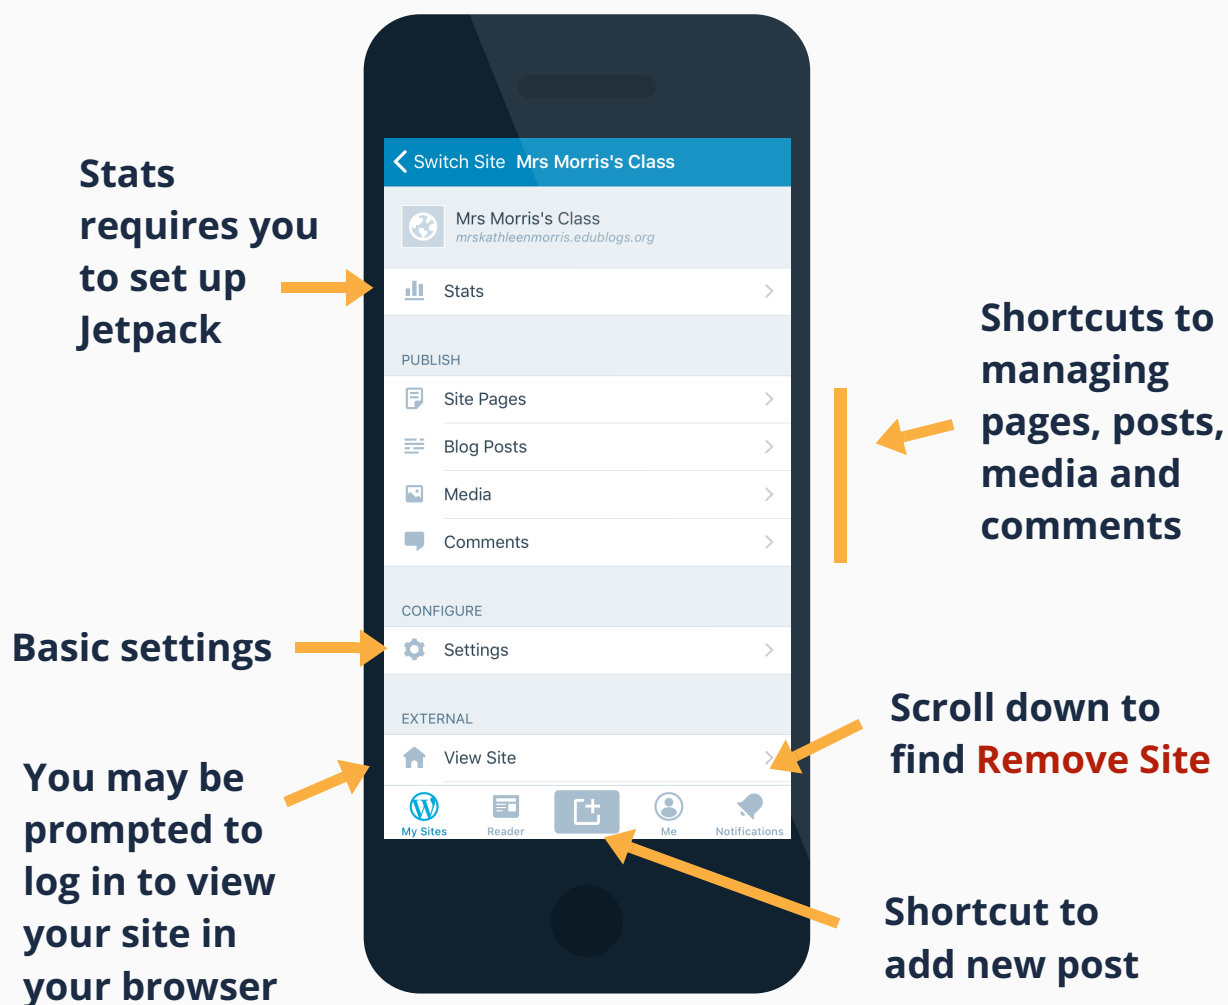 Stats
requires you
to set up
Jetpack
Switch Site Mrs Morris's Class
Mrs Morris's Class
mrskathleenmorris.edublogs.org
Stats
PUBLISH
Site Pages
Blog Posts
Media
Comments
Shortcuts to
managing
pages, posts,
media and
comments
CONFIGURE
Basic settings
Settings
EXTERNAL
View Site
Scroll down to
find Remove Site
You may be
prompted to
log in to view
your site in
your browser
My Sites
Reader
Me
Notifications
Shortcut to
add new post